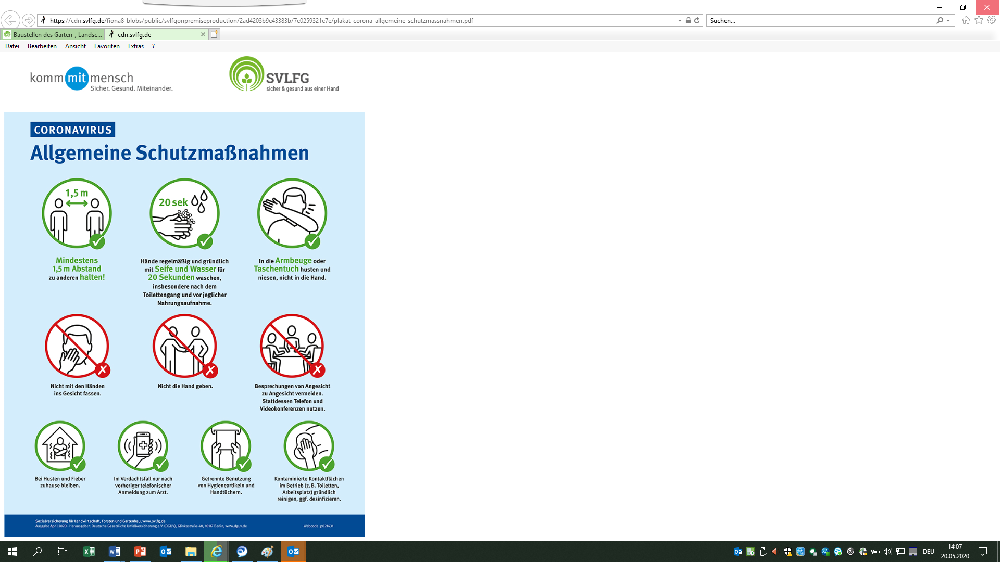 https://cdn.svlfg.de/fiona8-blobs/public/svlfgonpremiseproduction/2ad4203b9e43383b/7e0259321e7e/plakat-corona-allgemeine-schutzmassnahmen.pdf
Suchen...
Baustellen des Garten-, Landsc...
cdn.svlfg.de
Datei Bearbeiten Ansicht Favoriten Extras ?
komm mit mensch
Sicher. Gesund. Miteinander.
SVLFG
sicher & gesund aus einer Hand
CORONAVIRUS
Allgemeine Schutzmaßnahmen
1,5 m
20 sek
Mindestens
1,5 m Abstand
zu anderen halten!
Hände regelmäßig und gründlich
mit Seife und Wasser für
20 Sekunden waschen,
insbesondere nach dem
Toilettengang und vor jeglicher
Nahrungsaufnahme.
In die Armbeuge oder
Taschentuch husten und
niesen, nicht in die Hand.
Nicht mit den Händen
ins Gesicht fassen.
Nicht die Hand geben.
Besprechungen von Angesicht
zu Angesicht vermeiden.
Stattdessen Telefon und
Videokonferenzen nutzen.
Bei Husten und Fieber
zuhause bleiben.
Im Verdachtsfall nur nach
vorheriger telefonischer
Anmeldung zum Arzt.
Getrennte Benutzung
von Hygieneartikeln und
Handtüchern.
Kontaminierte Kontaktflächen
im Betrieb (z. B. Toiletten,
Arbeitsplatz) gründlich
reinigen, ggf. desinfizieren.
Sozialversicherung für Landwirtschaft, Forsten und Gartenbau, www.svlfg.de
Ausgabe April 2020 - Herausgeber: Deutsche Gesetzliche Unfallversicherung e.V. (DGUV), Glinkastraße 40, 10117 Berlin, www.dguv.de
Webcode: p021431
DEU
14:07
20.05.2020